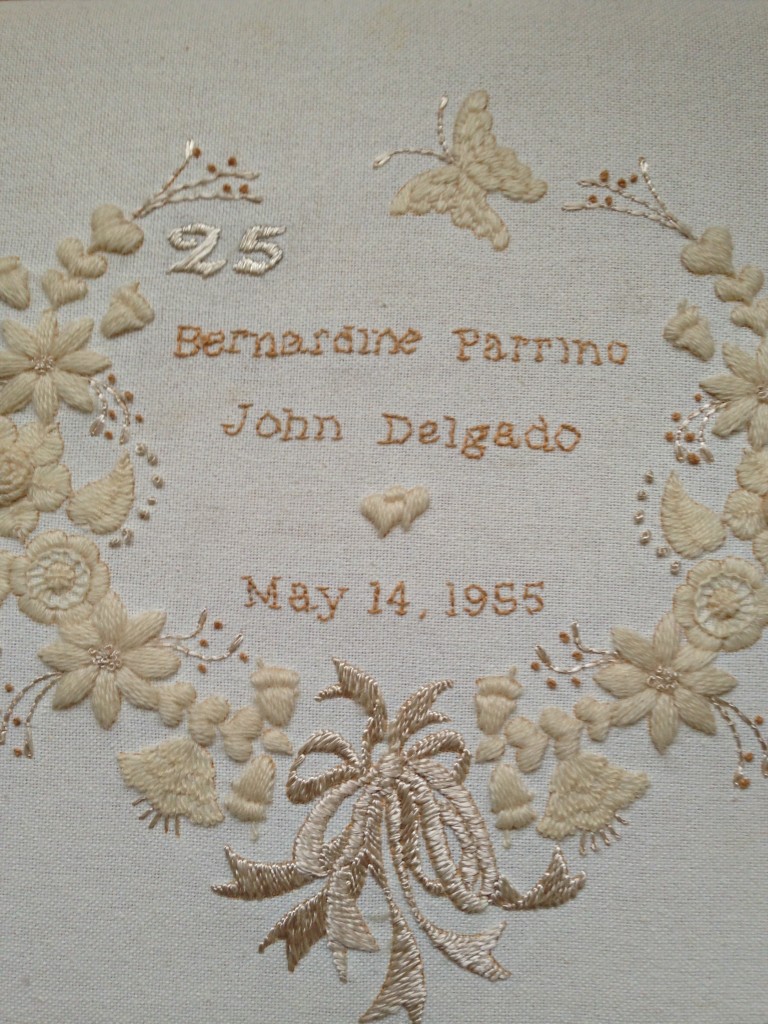 25
Bernardine Parrino
John Delgado
May 14, 1955